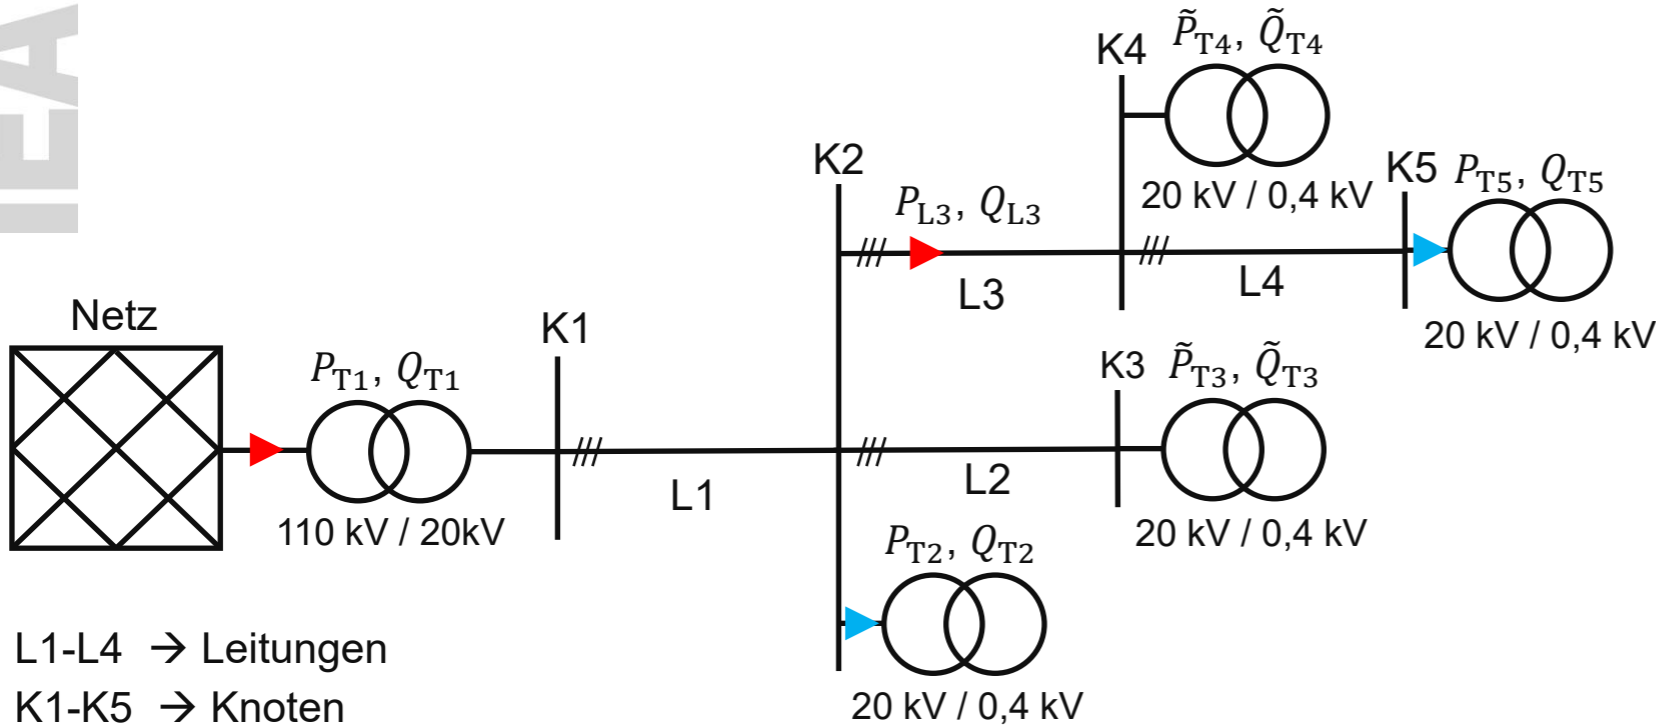 IEA
P̃T4, Q̃T4
K4
20 kV / 0,4 kV
K2
K5
PT5, QT5
PL3, QL3
L3
L4
20 kV / 0,4 kV
Netz
K1
PT1, QT1
K3
P̃T3, Q̃T3
110 kV / 20kV
L1
L2
20 kV / 0,4 kV
PT2, QT2
20 kV / 0,4 kV
L1-L4 → Leitungen
K1-K5 → Knoten